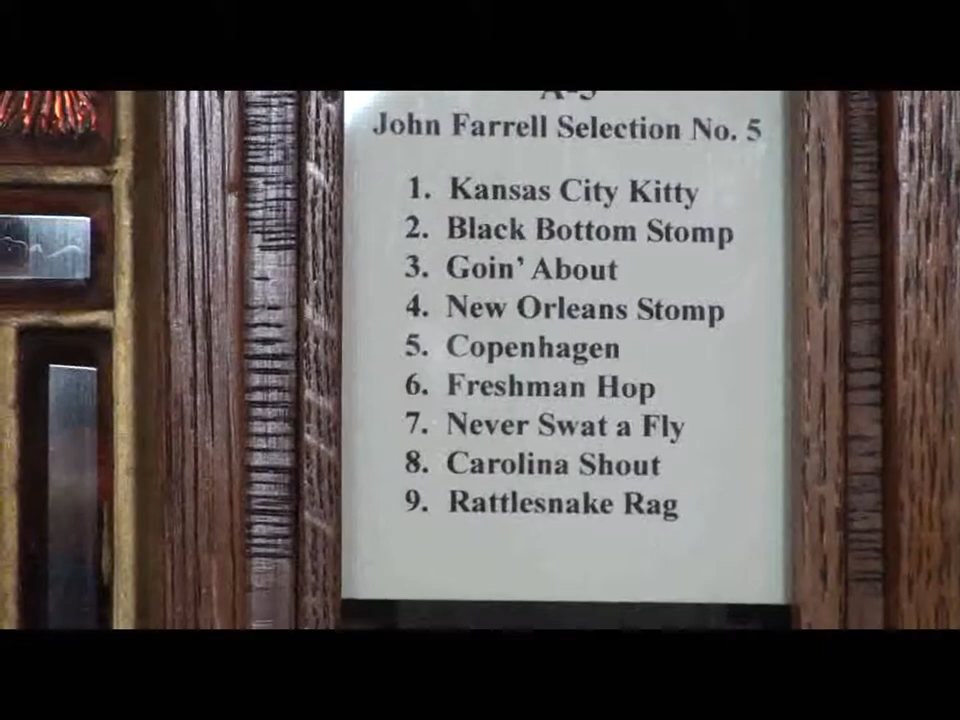 John Farrell Selection No. 5
1. Kansas City Kitty
2. Black Bottom Stomp
3. Goin' About
4. New Orleans Stomp
5. Copenhagen
6. Freshman Hop
7. Never Swat a Fly
8. Carolina Shout
9. Rattlesnake Rag